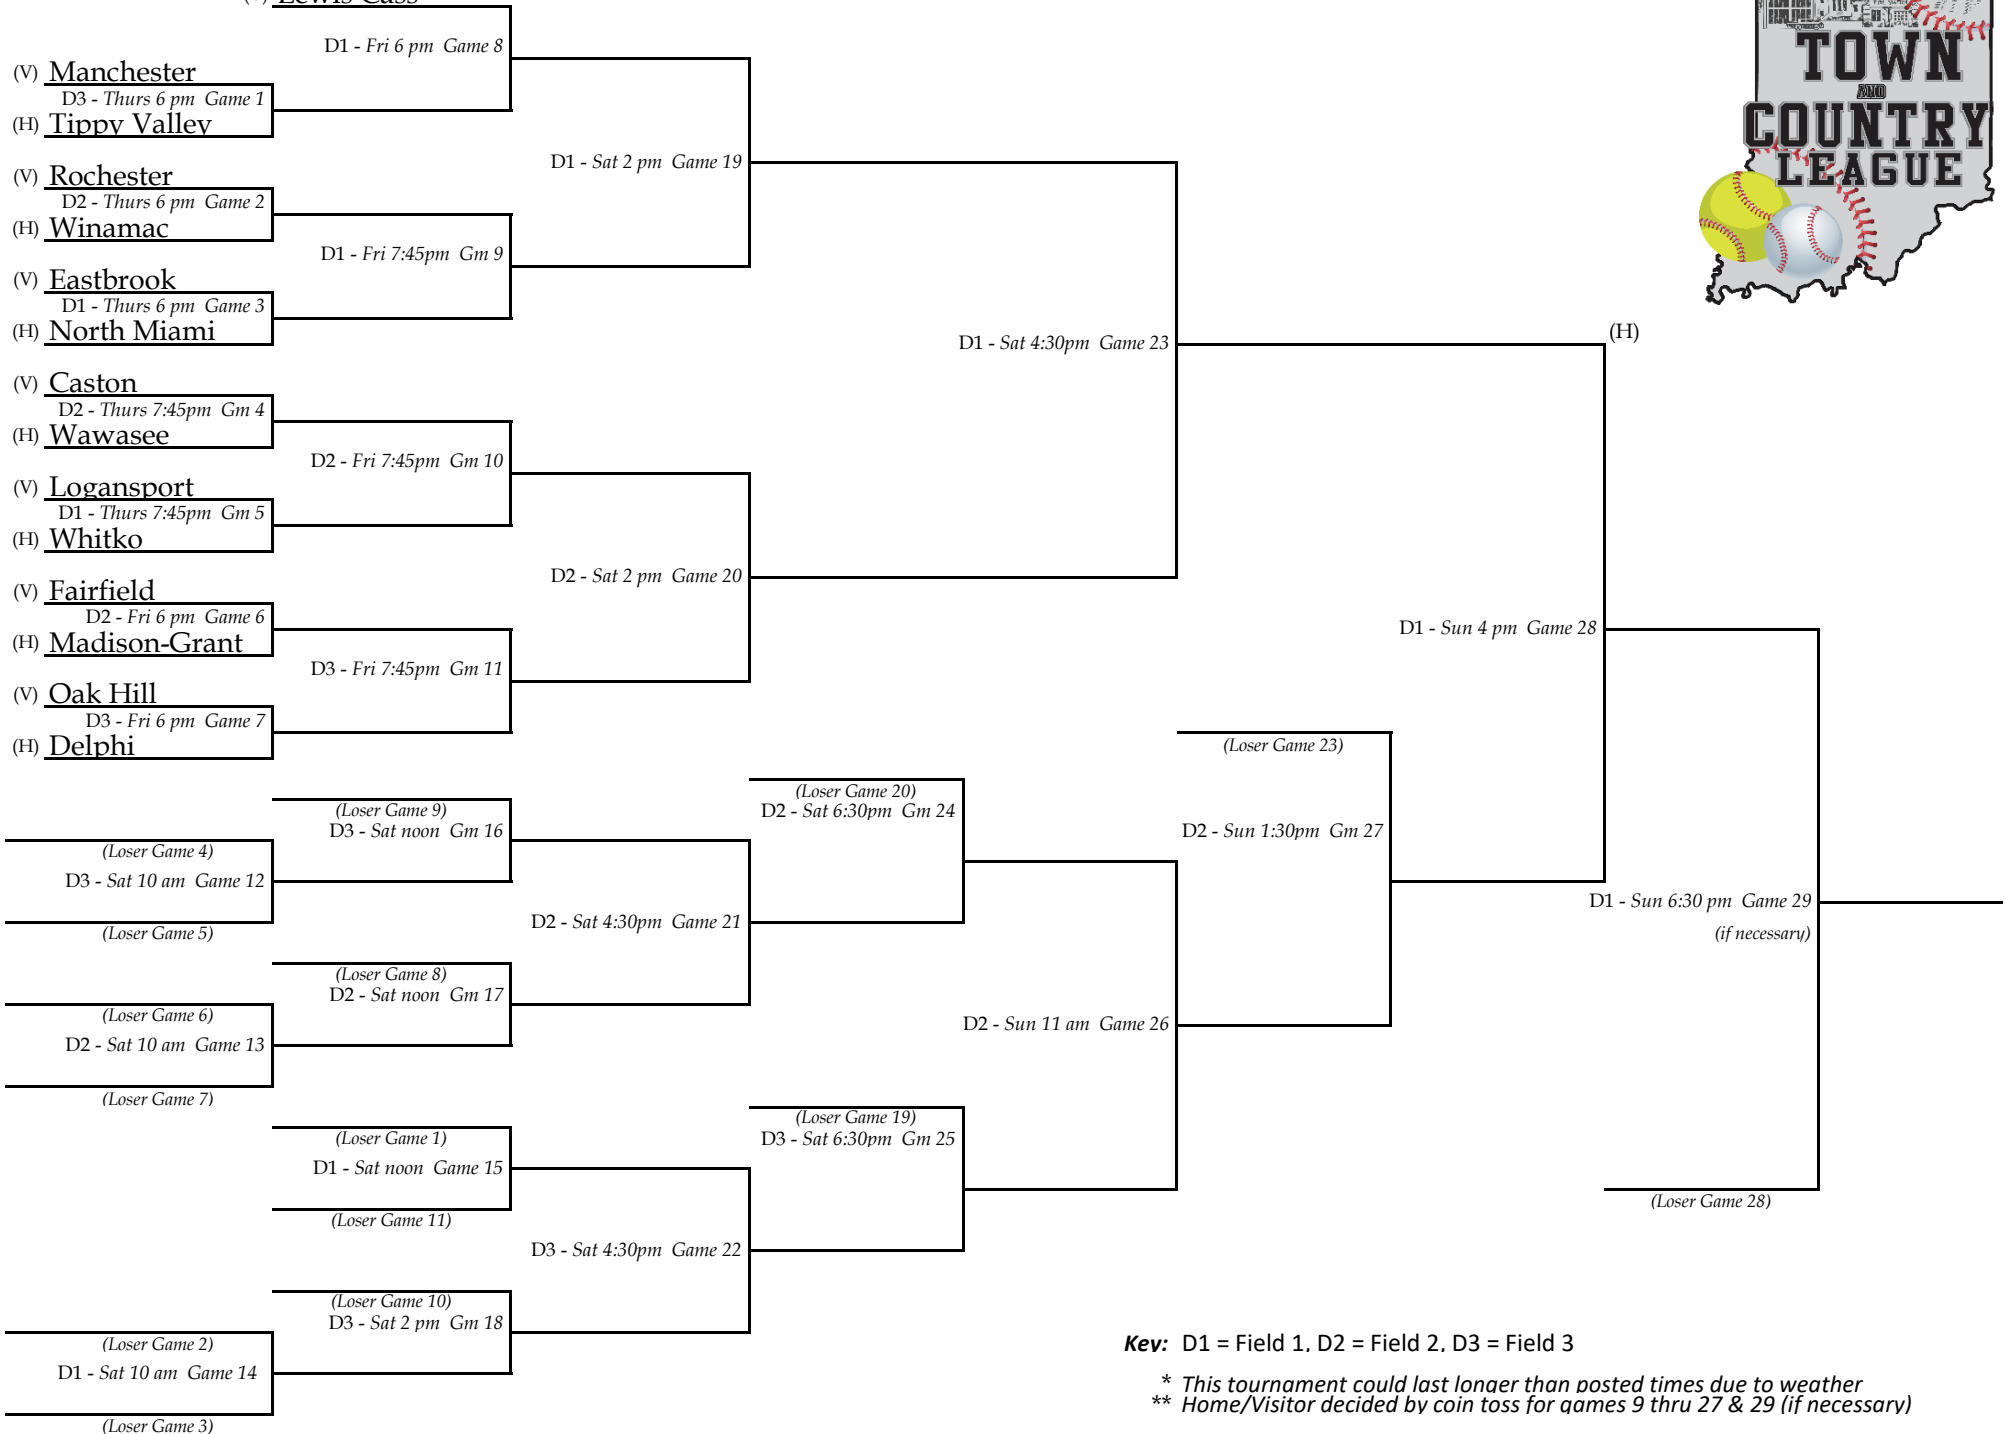 Lewis Cass
D1 - Fri 6 pm Game 8
(V) Manchester
D3 - Thurs 6 pm Game 1
(H) Tippy Valley
D1 - Sat 2 pm Game 19
(V) Rochester
D2 - Thurs 6 pm Game 2
(H) Winamac
D1 - Fri 7:45pm Gm 9
(V) Eastbrook
D1 - Thurs 6 pm Game 3
(H) North Miami
D1 - Sat 4:30pm Game 23
(H)
(V) Caston
D2 - Thurs 7:45pm Gm 4
(H) Wawasee
D2 - Fri 7:45pm Gm 10
(V) Logansport
D1 - Thurs 7:45pm Gm 5
(H) Whitko
D2 - Sat 2 pm Game 20
(V) Fairfield
D2 - Fri 6 pm Game 6
(H) Madison-Grant
D1 - Sun 4 pm Game 28
D3 - Fri 7:45pm Gm 11
(V) Oak Hill
D3 - Fri 6 pm Game 7
(H) Delphi
(Loser Game 23)
(Loser Game 20)
D2 - Sat 6:30pm Gm 24
(Loser Game 9)
D3 - Sat noon Gm 16
D2 - Sun 1:30pm Gm 27
(Loser Game 4)
D3 - Sat 10 am Game 12
(Loser Game 5)
D2 - Sat 4:30pm Game 21
D1 - Sun 6:30 pm Game 29
(if necessary)
(Loser Game 8)
D2 - Sat noon Gm 17
(Loser Game 6)
D2 - Sat 10 am Game 13
(Loser Game 7)
D2 - Sun 11 am Game 26
(Loser Game 19)
D3 - Sat 6:30pm Gm 25
(Loser Game 1)
D1 - Sat noon Game 15
(Loser Game 11)
(Loser Game 28)
D3 - Sat 4:30pm Game 22
(Loser Game 10)
D3 - Sat 2 pm Gm 18
(Loser Game 2)
D1 - Sat 10 am Game 14
(Loser Game 3)
Key: D1 = Field 1, D2 = Field 2, D3 = Field 3
* This tournament could last longer than posted times due to weather
** Home/Visitor decided by coin toss for games 9 thru 27 & 29 (if necessary)
TOWN
AND
COUNTRY
LEAGUE